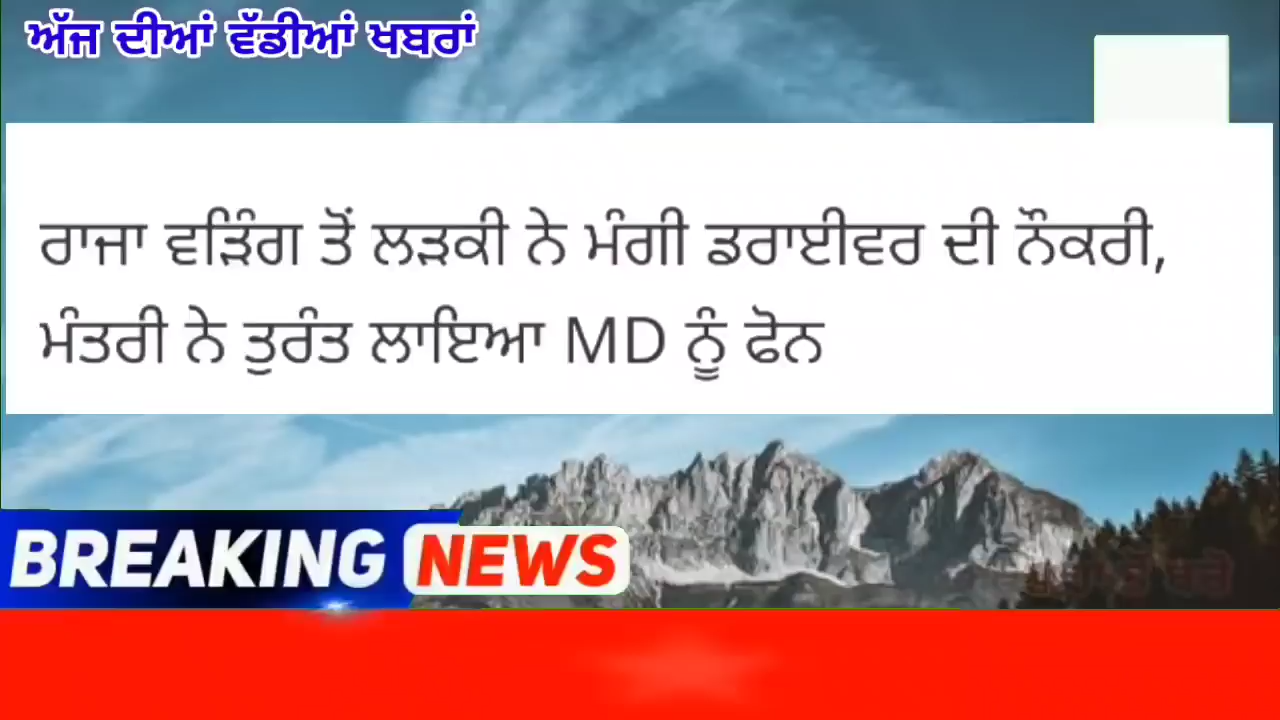 ਅੱਜ ਦੀਆਂ ਵੱਡੀਆਂ ਖਬਰਾਂ
ਰਾਜਾ ਵੜਿੰਗ ਤੋਂ ਲੜਕੀ ਨੇ ਮੰਗੀ ਡਰਾਈਵਰ ਦੀ ਨੌਕਰੀ,
ਮੰਤਰੀ ਨੇ ਤੁਰੰਤ ਲਾਇਆ MD ਨੂੰ ਫੋਨ
BREAKING NEWS